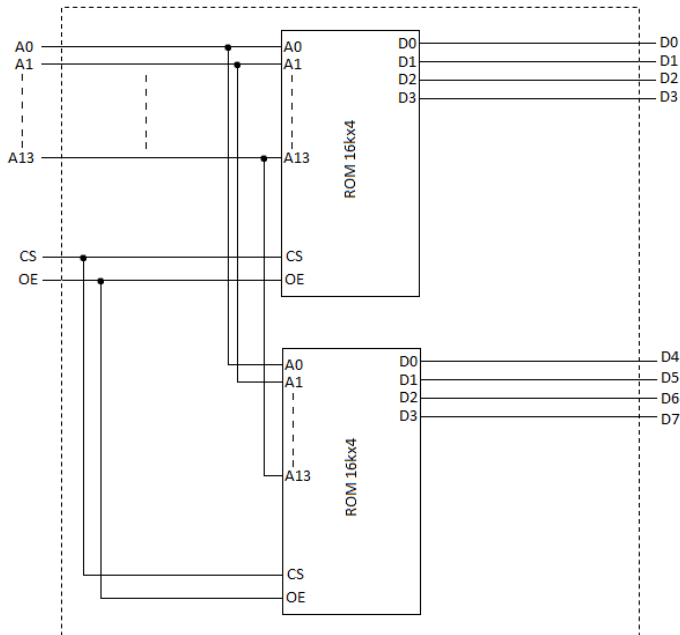 A0 A0 D0 D0
A1 A1 D1 D1
D2 D2
D3 D3
A13 A13
ROM 16kx4
CS CS
OE OE
A0 D0 D4
A1 D1 D5
D2 D6
D3 D7
A13
ROM 16kx4
CS
OE